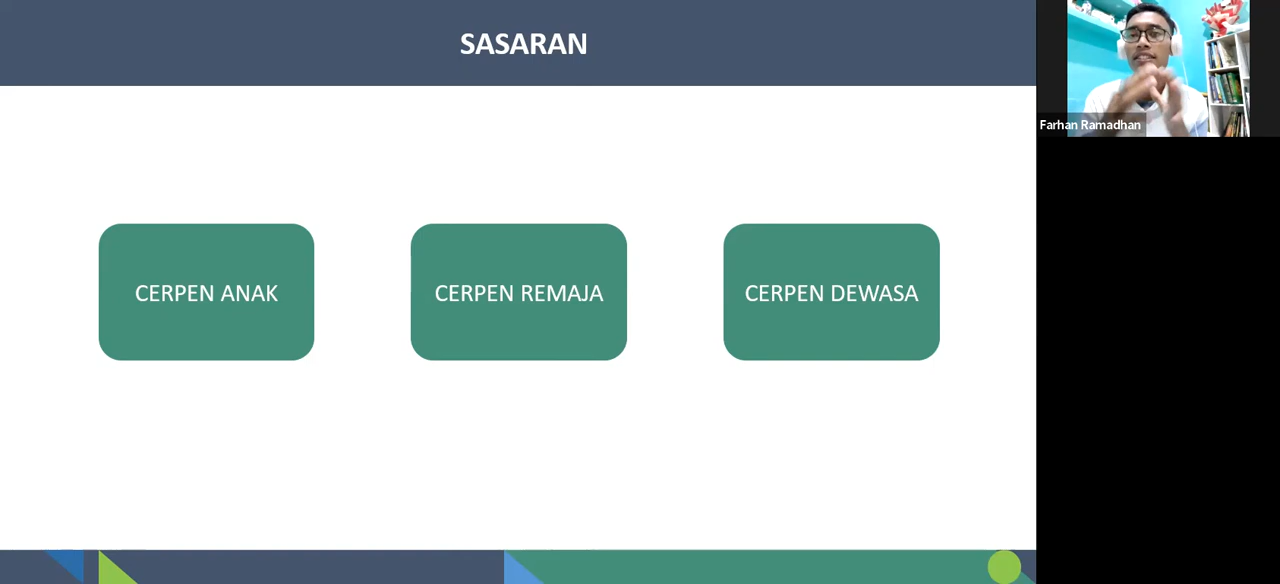 SASARAN
Farhan Ramadhan
CERPEN ANAK
CERPEN REMAJA
CERPEN DEWASA